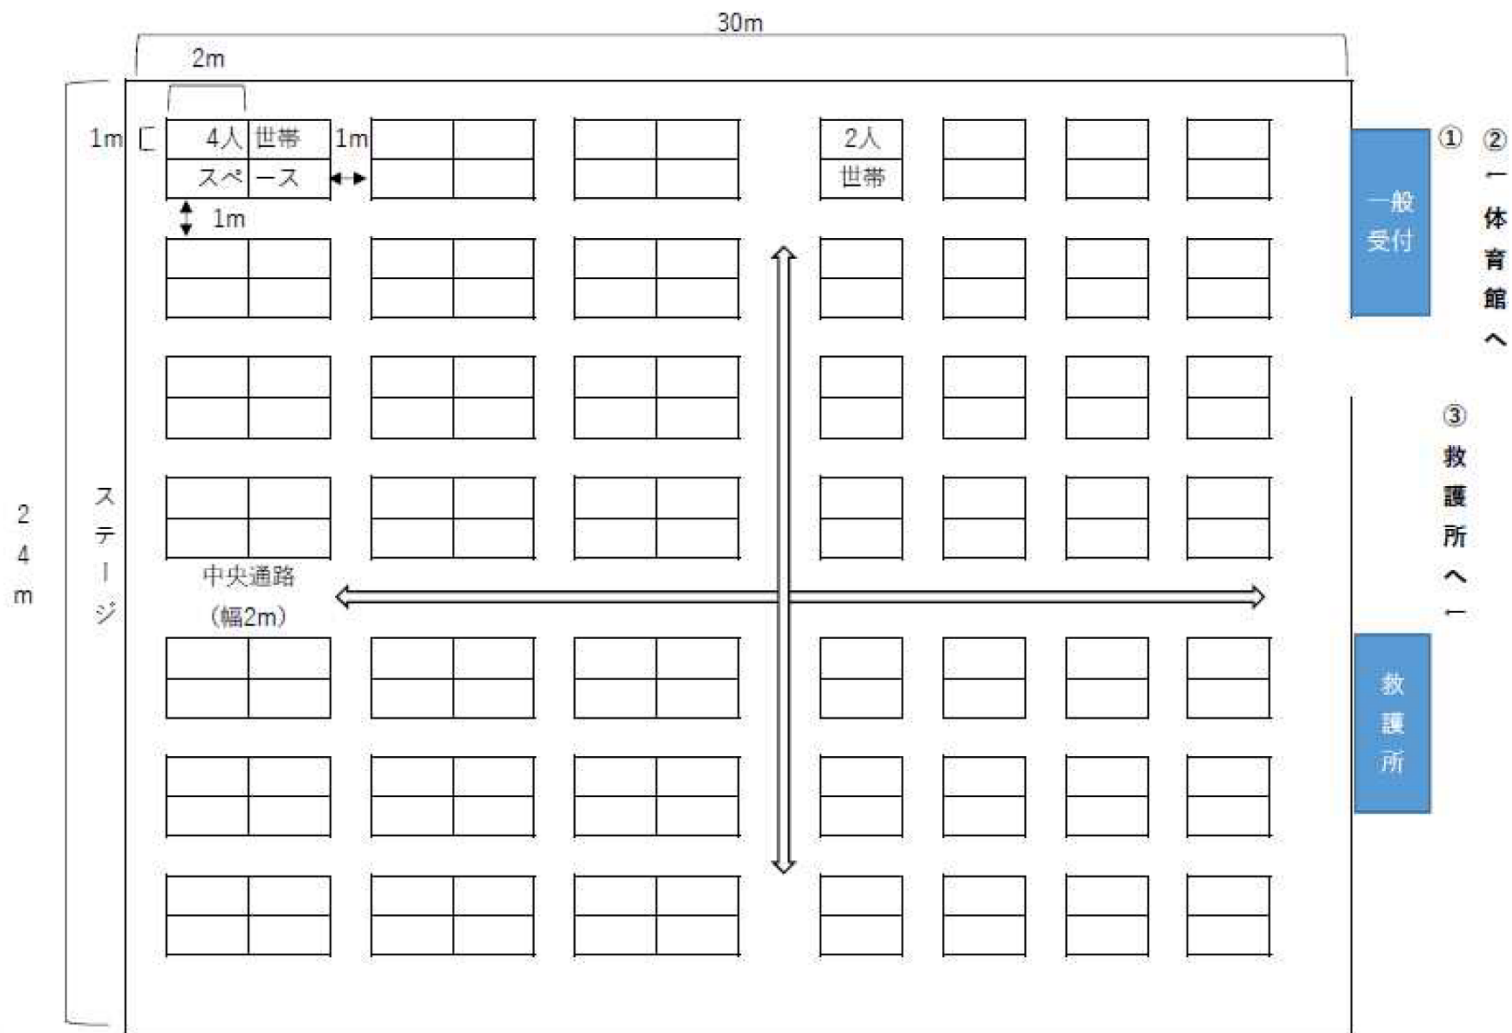 30m
2m
1m
4人 世帯
スペース
1m
1m
2人
世帯
一般
受付
①
②
←体育館へ
③
救護所へ←
救護所
中央通路
(幅2m)
ステージ
24m